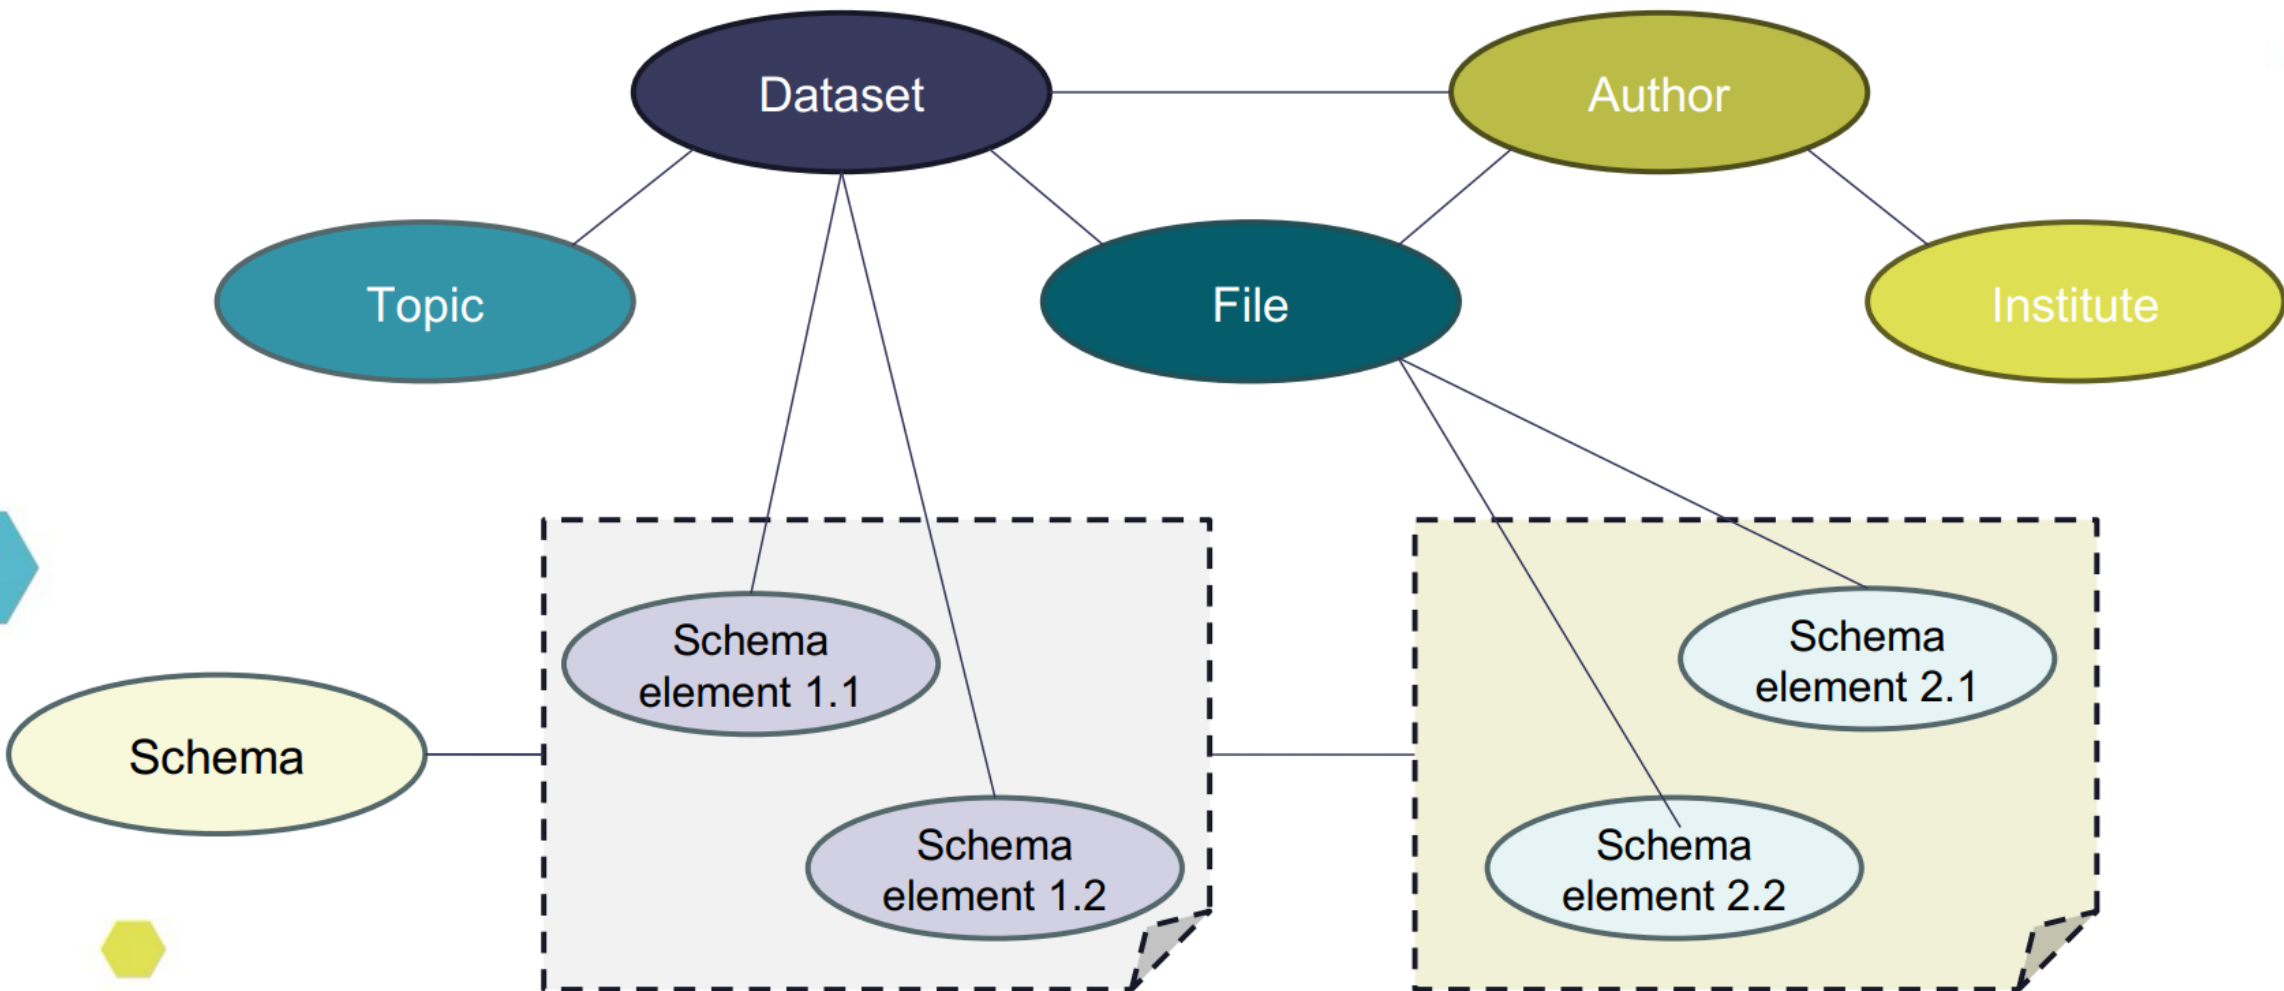 Dataset
Author
Topic
File
Institute
Schema
element 1.1
Schema
element 2.1
Schema
Schema
element 1.2
Schema
element 2.2